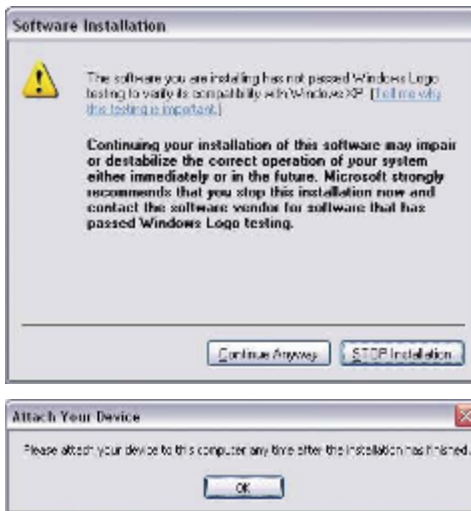 Software Installation
The software you are installing has not passed Windows Logo
testing to verify its compatibility with Windows XP. (Tell me why
this testing is important.)
Continuing your installation of this software may impair
or destabilize the correct operation of your system
either immediately or in the future. Microsoft strongly
recommends that you stop this installation now and
contact the software vendor for software that has
passed Windows Logo testing.
Continue Anyway STOP Installation
Attach Your Device
Please attach your device to this computer any time after the installation has finished.
OK